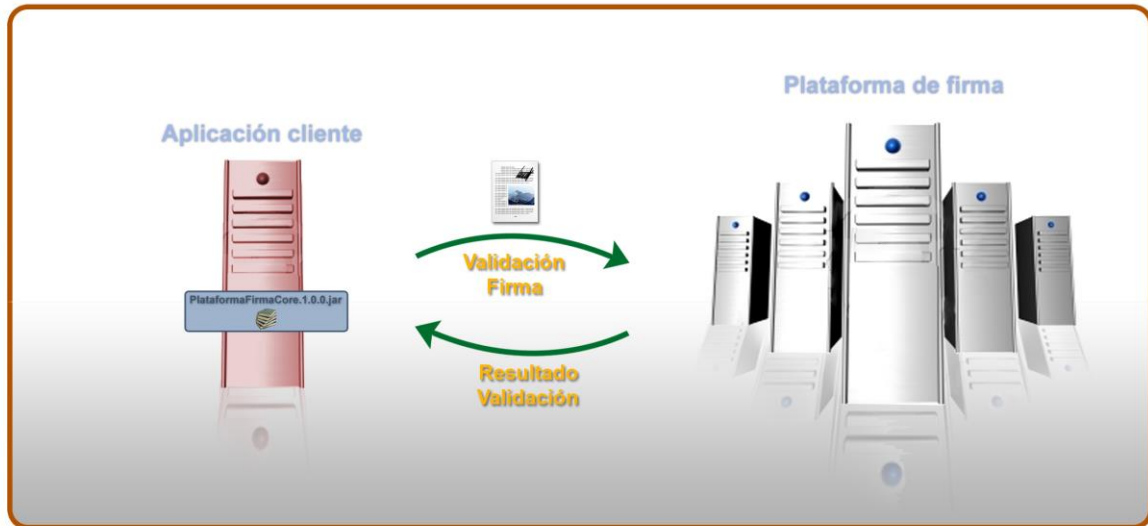 Plataforma de firma
Aplicación cliente
Validación
Firma
PlataformaFirmaCore.1.0.0.jar
Resultado
Validación